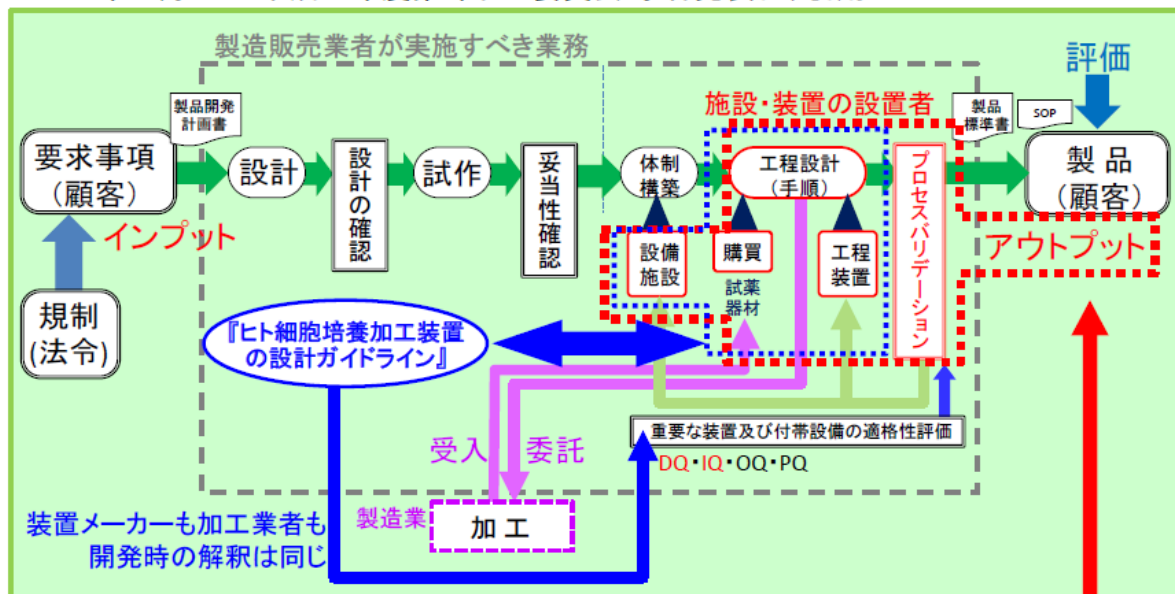 製造販売業者が実施すべき業務
評価
製品開発
計画書
施設・装置の設置者
製品
標準書
SOP
要求事項
(顧客)
設計
設計の確認
試作
妥当性確認
体制
構築
工程設計
(手順)
プロセスバリデーション
製品
(顧客)
インプット
設備
施設
購買
試薬
器材
工程
装置
アウトプット
規制
(法令)
『ヒト細胞培養加工装置
の設計ガイドライン』
重要な装置及び付帯設備の適格性評価
DQ・IQ・OQ・PQ
受入
委託
製造業
加工
装置メーカーも加工業者も
開発時の解釈は同じ